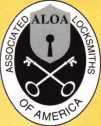 ALOA
ASSOCIATED LOCKSMITHS
OF AMERICA